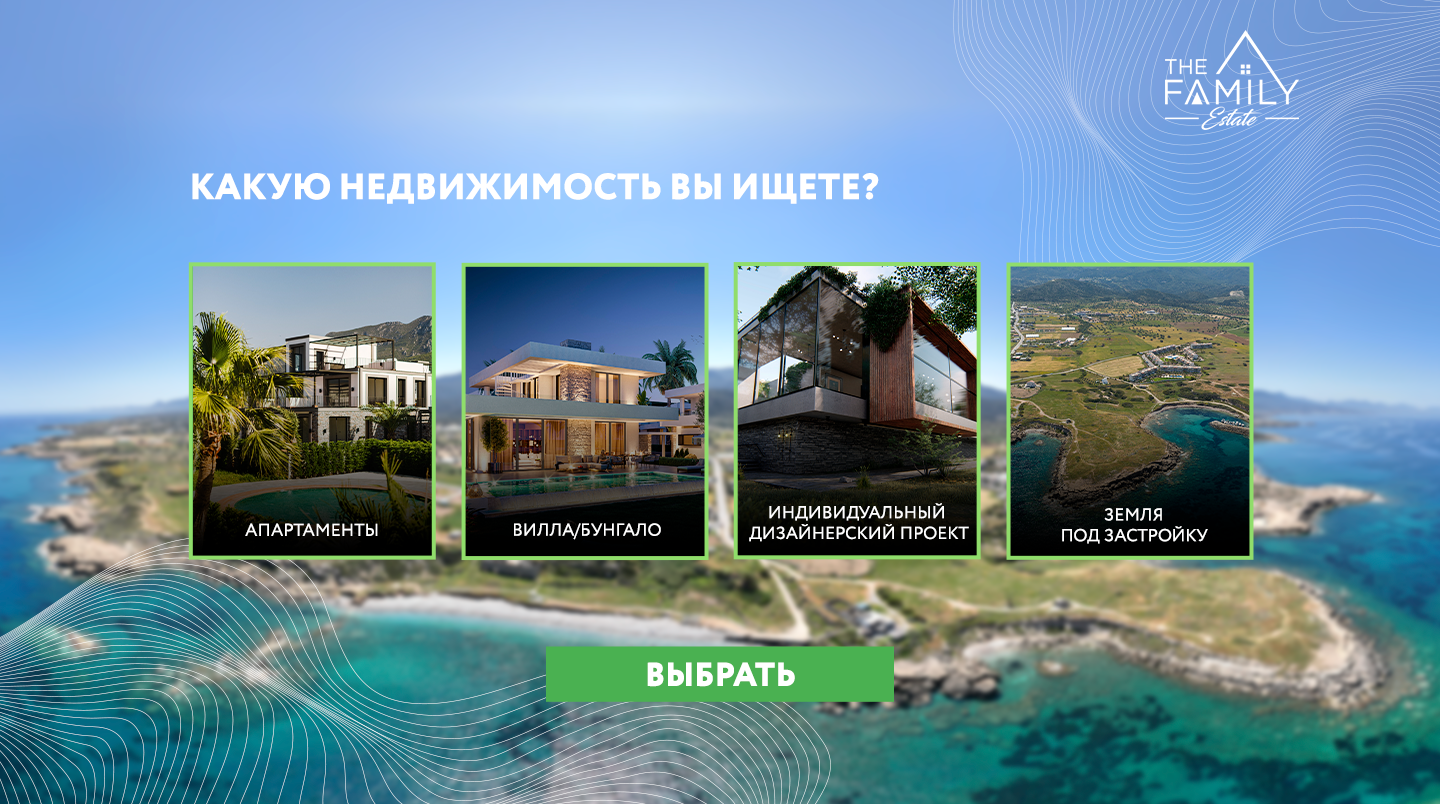 THE
FAMILY
Estate
КАКУЮ НЕДВИЖИМОСТЬ ВЫ ИЩЕТЕ?
АПАРТАМЕНТЫ
ВИЛЛА/БУНГАЛО
ИНДИВИДУАЛЬНЫЙ
ДИЗАЙНЕРСКИЙ ПРОЕКТ
ЗЕМЛЯ
ПОД ЗАСТРОЙКУ
ВЫБРАТЬ